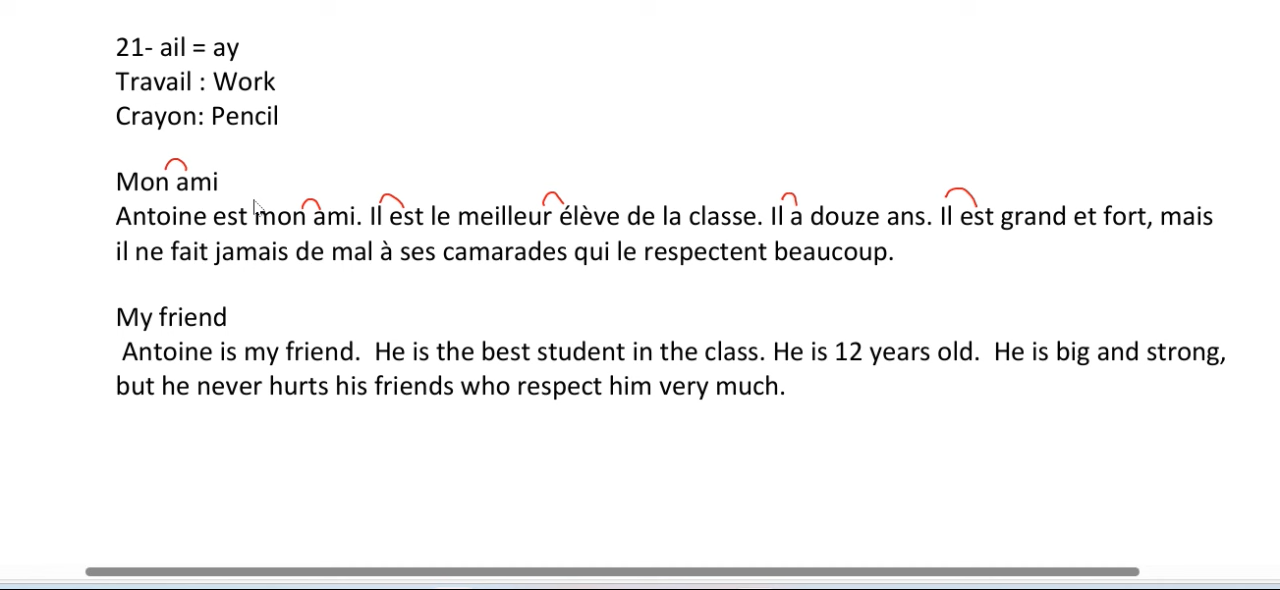 21- ail = ay
Travail : Work
Crayon: Pencil
Mon ami
Antoine est mon ami. Il est le meilleur élève de la classe. Il a douze ans. Il est grand et fort, mais
il ne fait jamais de mal à ses camarades qui le respectent beaucoup.
My friend
Antoine is my friend.  He is the best student in the class. He is 12 years old.  He is big and strong,
but he never hurts his friends who respect him very much.